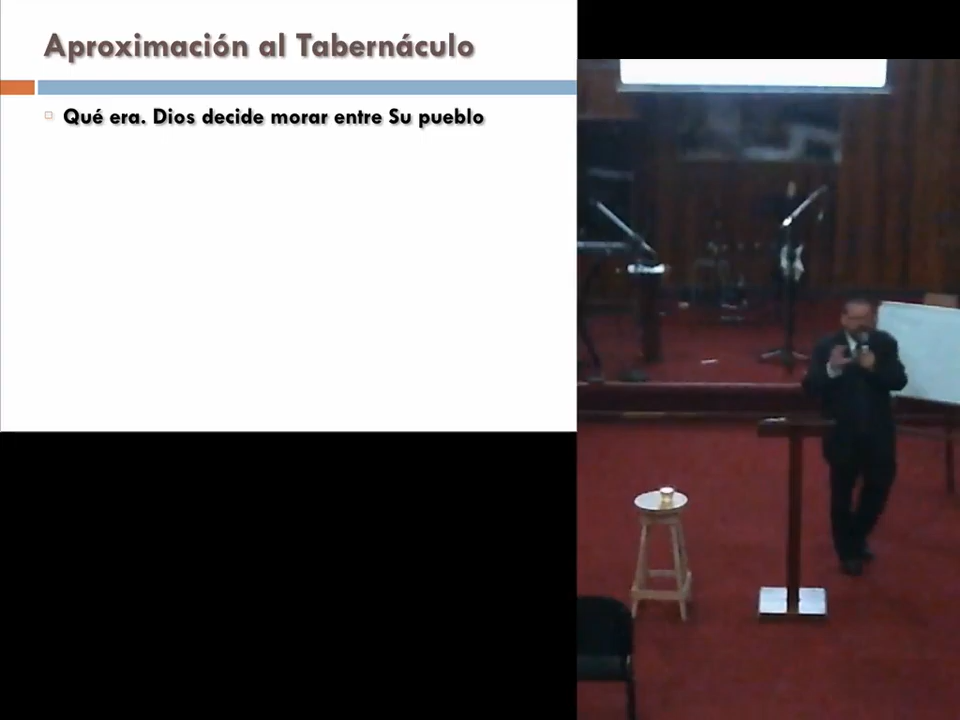 Aproximación al Tabernáculo
Qué era. Dios decide morar entre Su pueblo